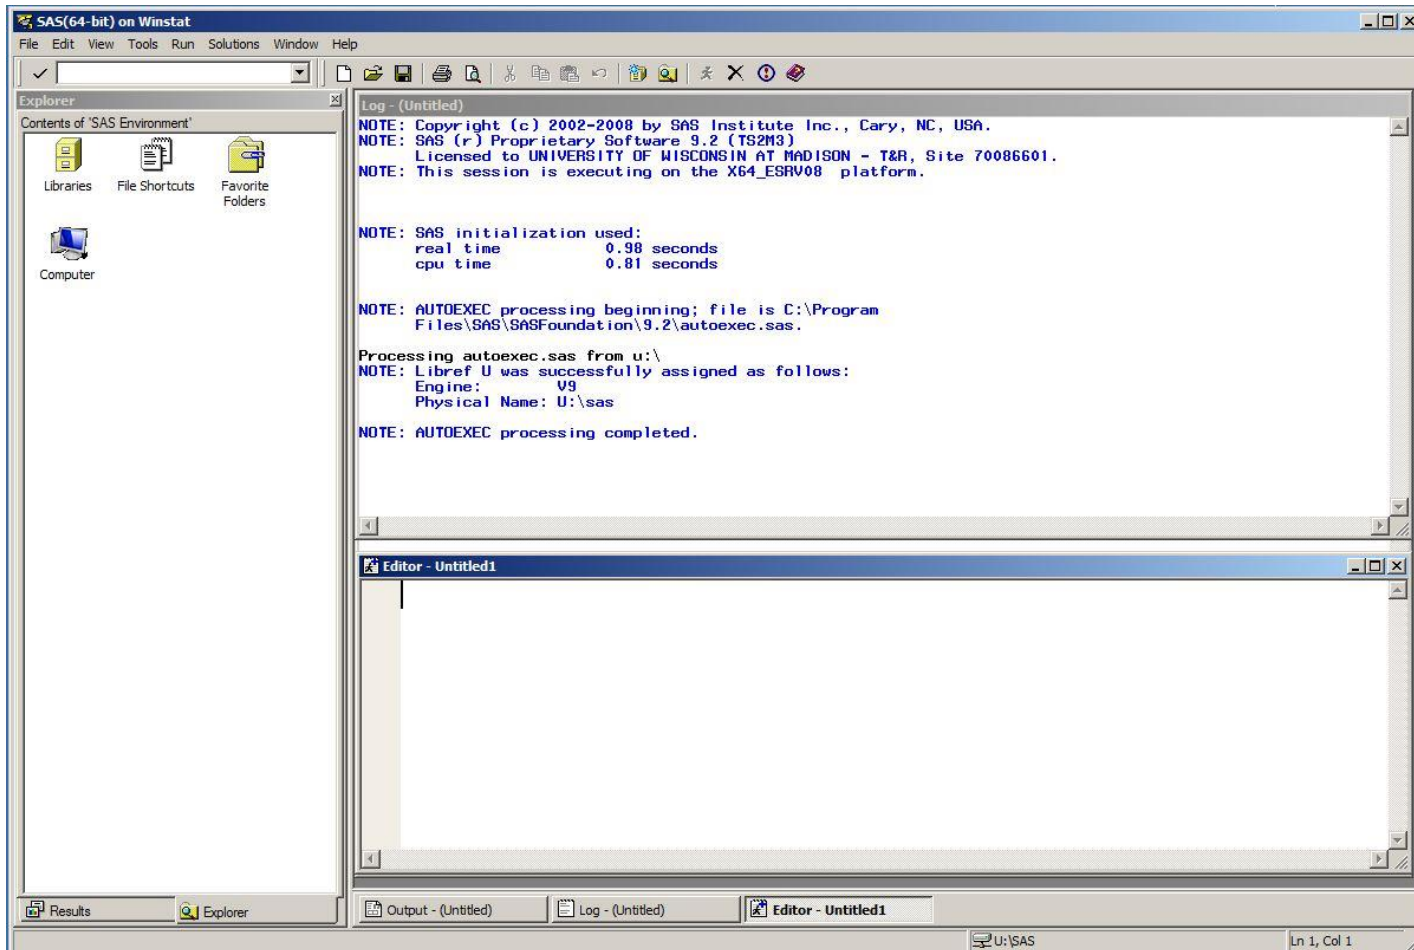 SAS(64-bit) on Winstat
File Edit View Tools Run Solutions Window Help
Explorer
Contents of 'SAS Environment'
Libraries
File Shortcuts
Favorite
Folders
Computer
Log - (Untitled)
NOTE: Copyright (c) 2002-2008 by SAS Institute Inc., Cary, NC, USA.
NOTE: SAS (r) Proprietary Software 9.2 (TS2M3)
Licensed to UNIVERSITY OF WISCONSIN AT MADISON - T&R, Site 70086601.
NOTE: This session is executing on the X64_ESRV08 platform.
NOTE: SAS initialization used:
real time 0.98 seconds
cpu time 0.81 seconds
NOTE: AUTOEXEC processing beginning; file is C:\Program
Files\SAS\SASFoundation\9.2\autoexec.sas.
Processing autoexec.sas from u:\
NOTE: Libref U was successfully assigned as follows:
Engine: V9
Physical Name: U:\sas
NOTE: AUTOEXEC processing completed.
Editor - Untitled1
Results
Explorer
Output - (Untitled)
Log - (Untitled)
Editor - Untitled1
U:\SAS
Ln 1, Col 1